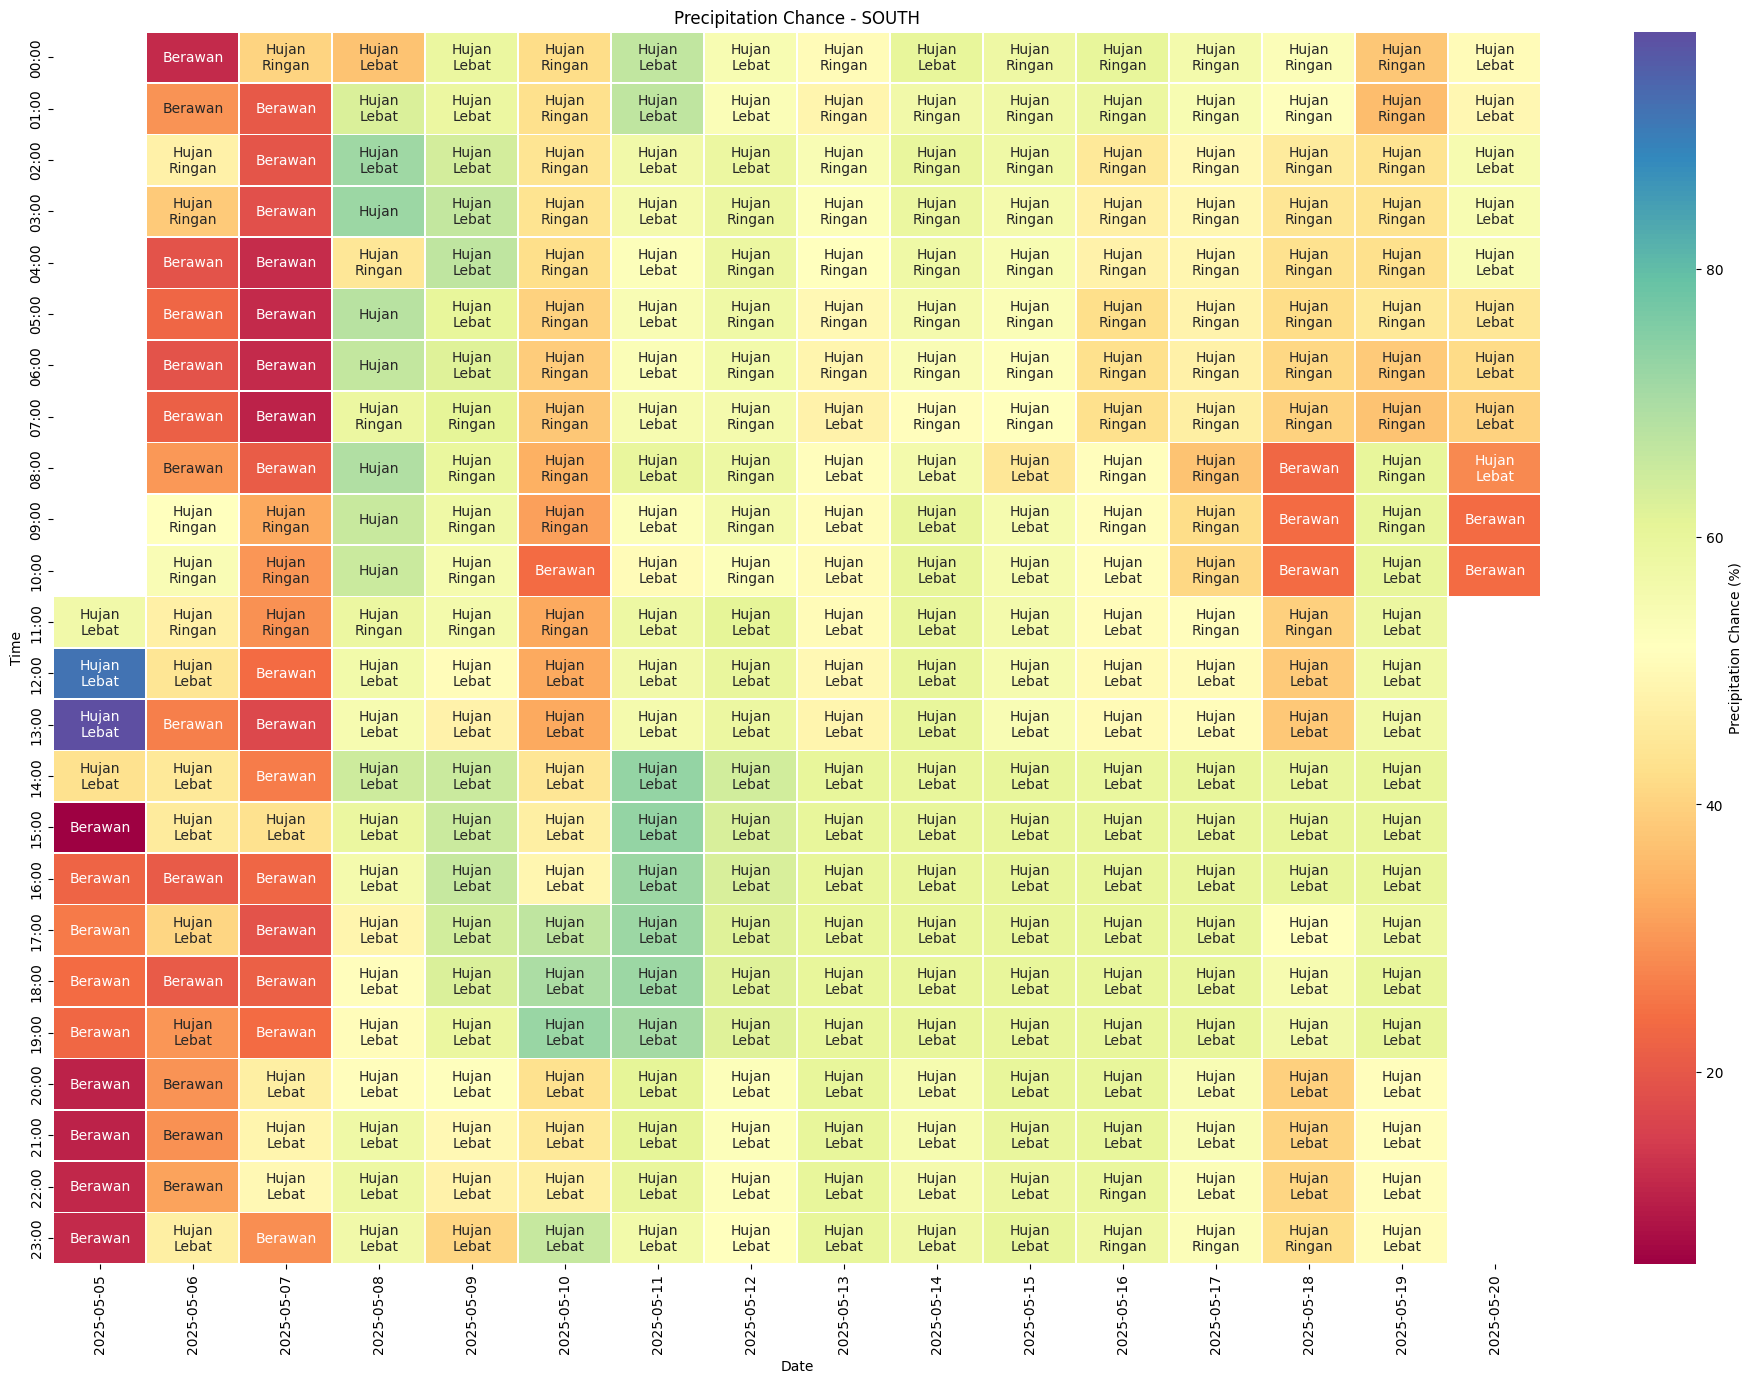 Precipitation Chance - SOUTH
00:00 Berawan Hujan Ringan Hujan Lebat Hujan Lebat Hujan Ringan Hujan Lebat Hujan Lebat Hujan Ringan Hujan Lebat Hujan Ringan Hujan Ringan Hujan Ringan Hujan Ringan Hujan Ringan Hujan Lebat
01:00 Berawan Berawan Hujan Lebat Hujan Lebat Hujan Ringan Hujan Lebat Hujan Lebat Hujan Ringan Hujan Ringan Hujan Ringan Hujan Ringan Hujan Ringan Hujan Ringan Hujan Ringan Hujan Lebat
02:00 Hujan Ringan Berawan Hujan Lebat Hujan Lebat Hujan Ringan Hujan Lebat Hujan Lebat Hujan Ringan Hujan Ringan Hujan Ringan Hujan Ringan Hujan Ringan Hujan Ringan Hujan Ringan Hujan Lebat
03:00 Hujan Ringan Berawan Hujan Hujan Lebat Hujan Ringan Hujan Lebat Hujan Ringan Hujan Ringan Hujan Ringan Hujan Ringan Hujan Ringan Hujan Ringan Hujan Ringan Hujan Ringan Hujan Lebat
04:00 Berawan Berawan Hujan Ringan Hujan Lebat Hujan Ringan Hujan Lebat Hujan Ringan Hujan Ringan Hujan Ringan Hujan Ringan Hujan Ringan Hujan Ringan Hujan Ringan Hujan Ringan Hujan Lebat
05:00 Berawan Berawan Hujan Hujan Lebat Hujan Ringan Hujan Lebat Hujan Ringan Hujan Ringan Hujan Ringan Hujan Ringan Hujan Ringan Hujan Ringan Hujan Ringan Hujan Ringan Hujan Lebat
06:00 Berawan Berawan Hujan Hujan Lebat Hujan Ringan Hujan Lebat Hujan Ringan Hujan Ringan Hujan Ringan Hujan Ringan Hujan Ringan Hujan Ringan Hujan Ringan Hujan Ringan Hujan Lebat
07:00 Berawan Berawan Hujan Ringan Hujan Ringan Hujan Ringan Hujan Lebat Hujan Ringan Hujan Lebat Hujan Ringan Hujan Ringan Hujan Ringan Hujan Ringan Hujan Ringan Hujan Ringan Hujan Lebat
08:00 Berawan Berawan Hujan Hujan Ringan Hujan Ringan Hujan Lebat Hujan Ringan Hujan Lebat Hujan Lebat Hujan Lebat Hujan Ringan Hujan Ringan Berawan Hujan Ringan Hujan Lebat
09:00 Hujan Ringan Hujan Ringan Hujan Hujan Ringan Hujan Ringan Hujan Lebat Hujan Ringan Hujan Lebat Hujan Lebat Hujan Lebat Hujan Ringan Hujan Ringan Berawan Hujan Ringan Berawan
10:00 Hujan Ringan Hujan Ringan Hujan Hujan Ringan Berawan Hujan Lebat Hujan Ringan Hujan Lebat Hujan Lebat Hujan Lebat Hujan Lebat Hujan Ringan Berawan Hujan Lebat Berawan
11:00 Hujan Lebat Hujan Ringan Hujan Ringan Hujan Ringan Hujan Ringan Hujan Ringan Hujan Lebat Hujan Lebat Hujan Lebat Hujan Lebat Hujan Lebat Hujan Lebat Hujan Ringan Hujan Ringan Hujan Lebat
12:00 Hujan Lebat Hujan Lebat Berawan Hujan Lebat Hujan Lebat Hujan Lebat Hujan Lebat Hujan Lebat Hujan Lebat Hujan Lebat Hujan Lebat Hujan Lebat Hujan Lebat Hujan Lebat Hujan Lebat
13:00 Hujan Lebat Berawan Berawan Hujan Lebat Hujan Lebat Hujan Lebat Hujan Lebat Hujan Lebat Hujan Lebat Hujan Lebat Hujan Lebat Hujan Lebat Hujan Lebat Hujan Lebat Hujan Lebat
14:00 Hujan Lebat Hujan Lebat Berawan Hujan Lebat Hujan Lebat Hujan Lebat Hujan Lebat Hujan Lebat Hujan Lebat Hujan Lebat Hujan Lebat Hujan Lebat Hujan Lebat Hujan Lebat Hujan Lebat
15:00 Berawan Hujan Lebat Hujan Lebat Hujan Lebat Hujan Lebat Hujan Lebat Hujan Lebat Hujan Lebat Hujan Lebat Hujan Lebat Hujan Lebat Hujan Lebat Hujan Lebat Hujan Lebat Hujan Lebat
16:00 Berawan Berawan Berawan Hujan Lebat Hujan Lebat Hujan Lebat Hujan Lebat Hujan Lebat Hujan Lebat Hujan Lebat Hujan Lebat Hujan Lebat Hujan Lebat Hujan Lebat Hujan Lebat
17:00 Berawan Hujan Lebat Berawan Hujan Lebat Hujan Lebat Hujan Lebat Hujan Lebat Hujan Lebat Hujan Lebat Hujan Lebat Hujan Lebat Hujan Lebat Hujan Lebat Hujan Lebat Hujan Lebat
18:00 Berawan Berawan Berawan Hujan Lebat Hujan Lebat Hujan Lebat Hujan Lebat Hujan Lebat Hujan Lebat Hujan Lebat Hujan Lebat Hujan Lebat Hujan Lebat Hujan Lebat Hujan Lebat
19:00 Berawan Hujan Lebat Berawan Hujan Lebat Hujan Lebat Hujan Lebat Hujan Lebat Hujan Lebat Hujan Lebat Hujan Lebat Hujan Lebat Hujan Lebat Hujan Lebat Hujan Lebat Hujan Lebat
20:00 Berawan Berawan Hujan Lebat Hujan Lebat Hujan Lebat Hujan Lebat Hujan Lebat Hujan Lebat Hujan Lebat Hujan Lebat Hujan Lebat Hujan Lebat Hujan Lebat Hujan Lebat Hujan Lebat
21:00 Berawan Berawan Hujan Lebat Hujan Lebat Hujan Lebat Hujan Lebat Hujan Lebat Hujan Lebat Hujan Lebat Hujan Lebat Hujan Lebat Hujan Lebat Hujan Lebat Hujan Lebat Hujan Lebat
22:00 Berawan Berawan Hujan Lebat Hujan Lebat Hujan Lebat Hujan Lebat Hujan Lebat Hujan Lebat Hujan Lebat Hujan Lebat Hujan Lebat Hujan Ringan Hujan Lebat Hujan Lebat Hujan Lebat
23:00 Berawan Hujan Lebat Berawan Hujan Lebat Hujan Lebat Hujan Lebat Hujan Lebat Hujan Lebat Hujan Lebat Hujan Lebat Hujan Lebat Hujan Ringan Hujan Ringan Hujan Ringan Hujan Lebat
Time
2025-05-05 2025-05-06 2025-05-07 2025-05-08 2025-05-09 2025-05-10 2025-05-11 2025-05-12 2025-05-13 2025-05-14 2025-05-15 2025-05-16 2025-05-17 2025-05-18 2025-05-19 2025-05-20
Date
80
60
40
20
Precipitation Chance (%)